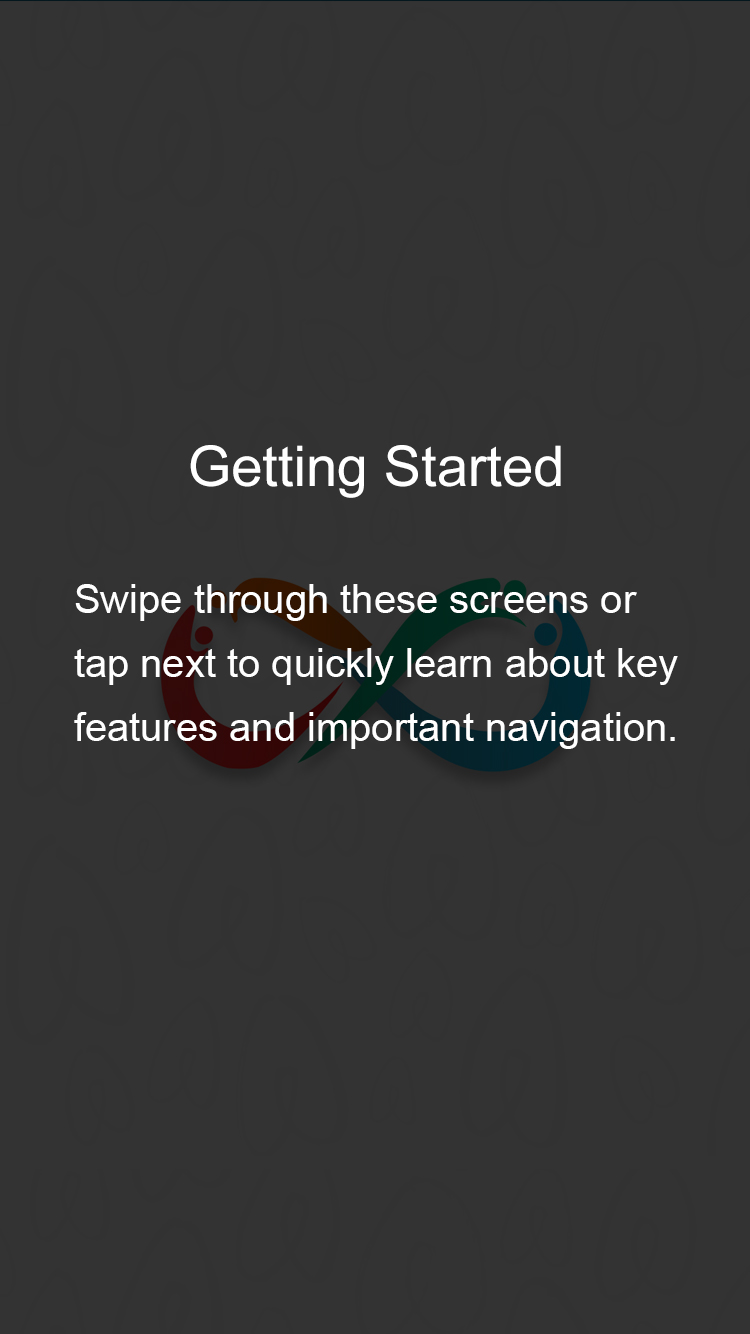 Getting Started
Swipe through these screens or
tap next to quickly learn about key
features and important navigation.